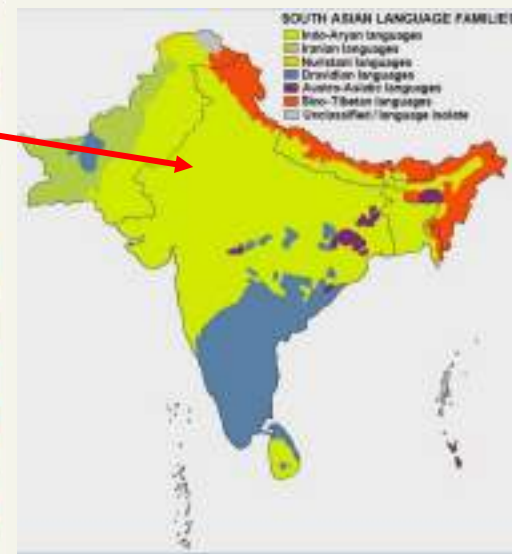 SOUTH ASIAN LANGUAGE FAMILIES
Indo-Aryan languages
Iranian languages
Nuristani languages
Dravidian languages
Austro-Asiatic languages
Sino-Tibetan languages
Unclassified / language isolate